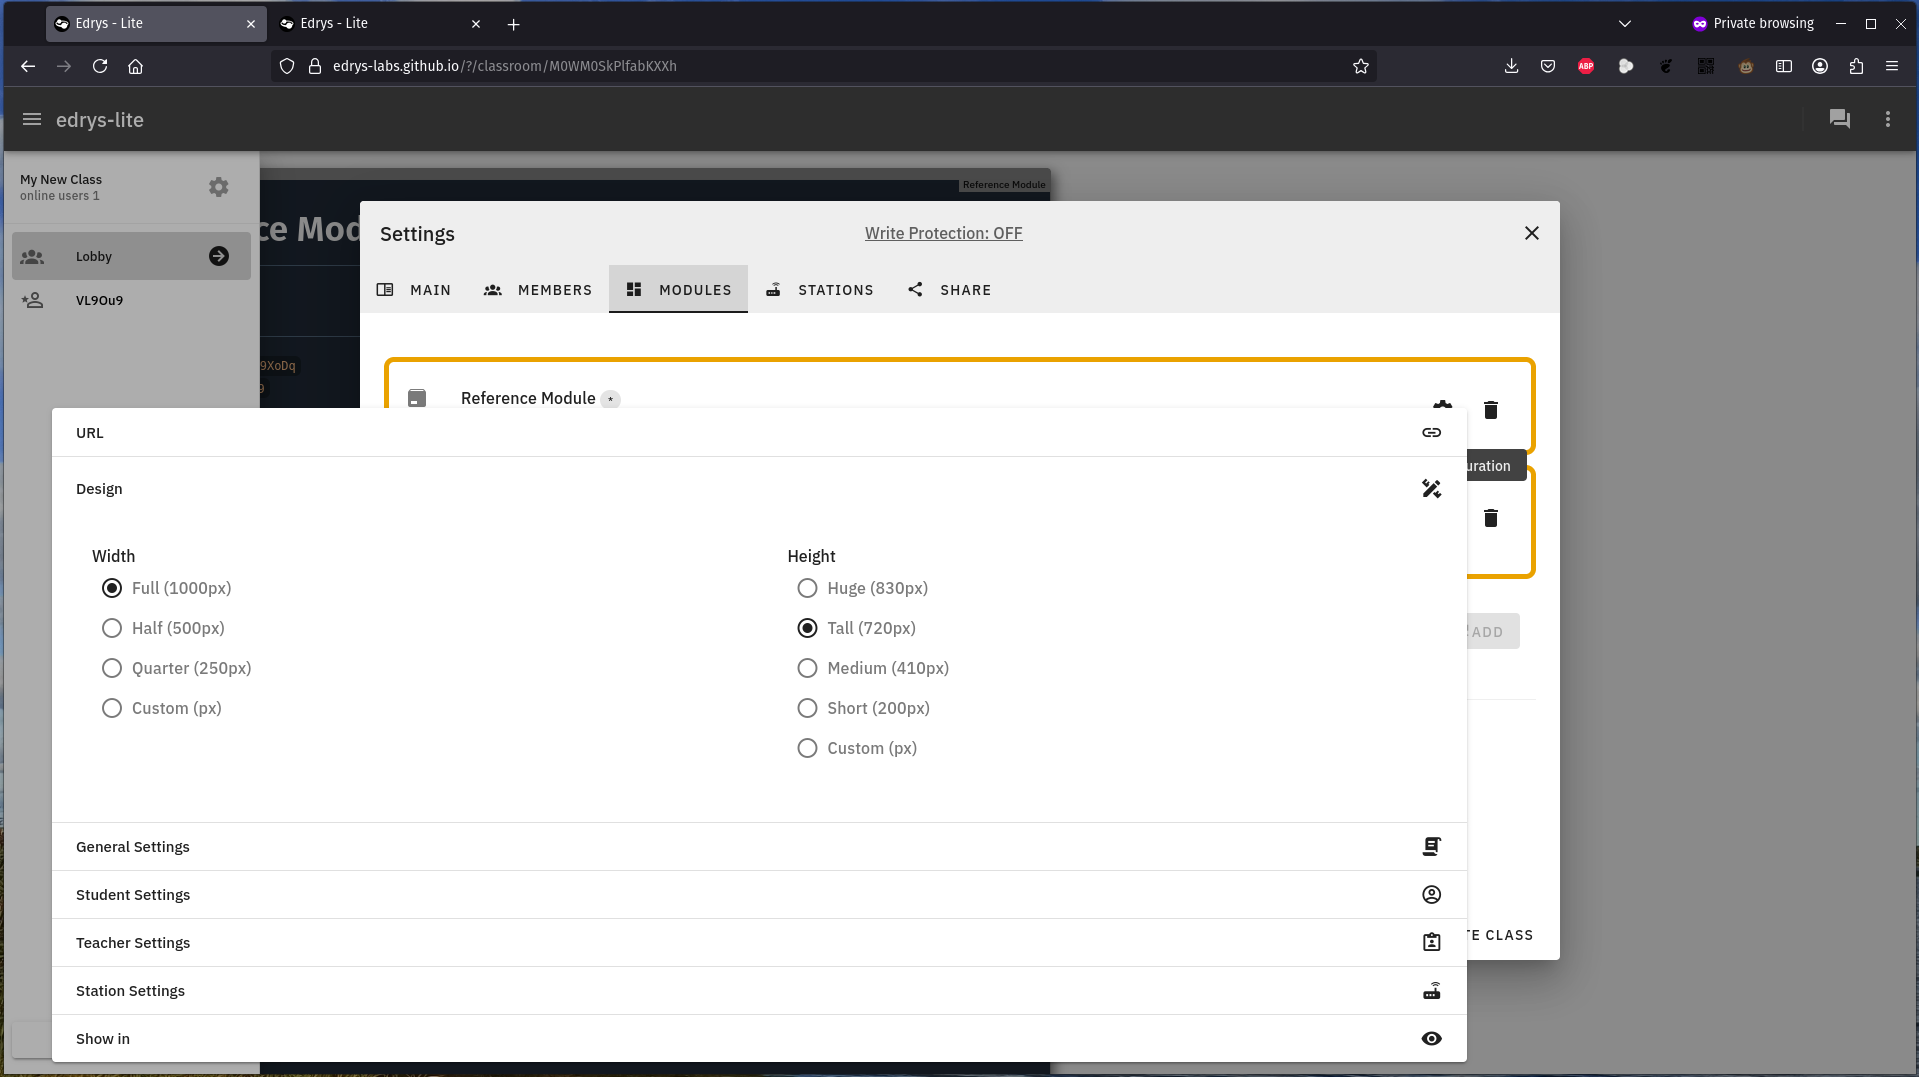 Edrys - Lite
Edrys - Lite
Private browsing
edrys-labs.github.io/?/classroom/M0WM0SkPlfabKXXh
ABP
edrys-lite
My New Class
online users 1
Reference Module
ce Mod
Settings
Write Protection: OFF
Lobby
MAIN
MEMBERS
MODULES
STATIONS
SHARE
VL9Ou9
9XoDq
9
Reference Module *
URL
uration
Design
Width
Height
Full (1000px)
Huge (830px)
Half (500px)
Tall (720px)
ADD
Quarter (250px)
Medium (410px)
Custom (px)
Short (200px)
Custom (px)
General Settings
Student Settings
Teacher Settings
TE CLASS
Station Settings
Show in